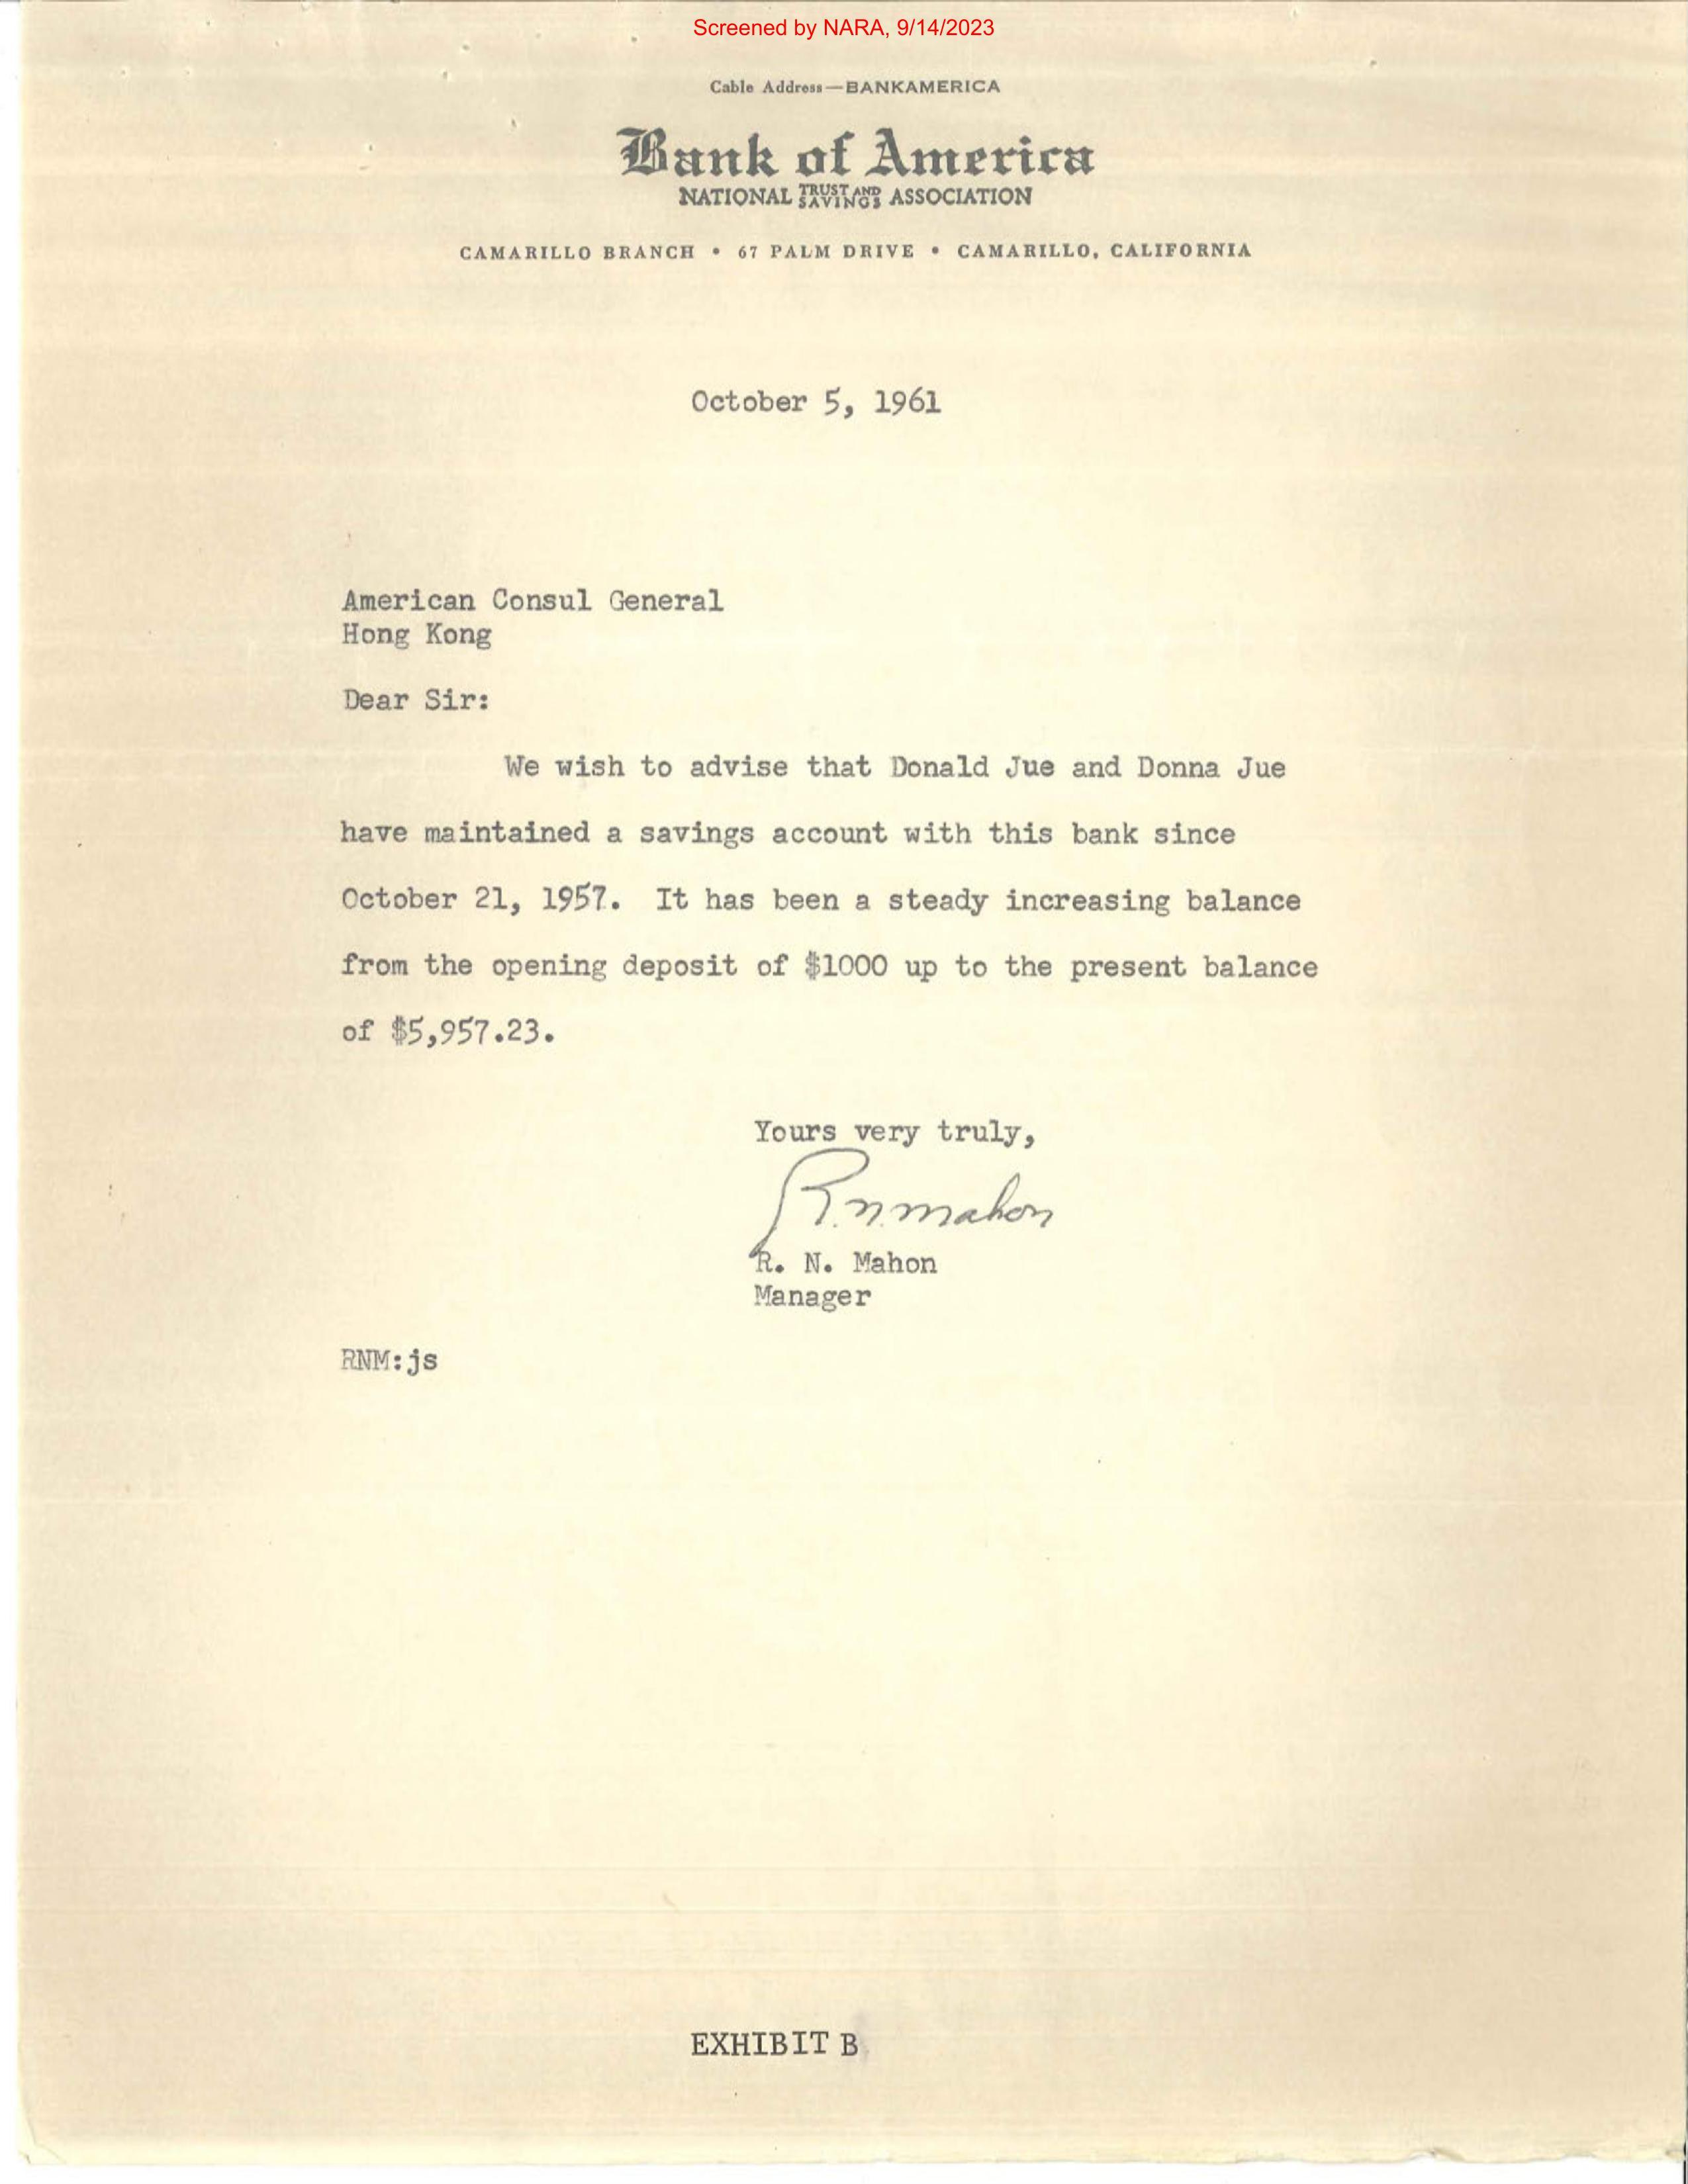 Screened by NARA, 9/14/2023
Cable Address—BANKAMERICA
Bank of America
NATIONAL TRUST AND SAVINGS ASSOCIATION
CAMARILLO BRANCH • 67 PALM DRIVE • CAMARILLO, CALIFORNIA
October 5, 1961
American Consul General
Hong Kong
Dear Sir:
We wish to advise that Donald Jue and Donna Jue
have maintained a savings account with this bank since
October 21, 1957. It has been a steady increasing balance
from the opening deposit of $1000 up to the present balance
of $5,957.23.
Yours very truly,
R. N. Mahon
R. N. Mahon
Manager
RNM:js
EXHIBIT B